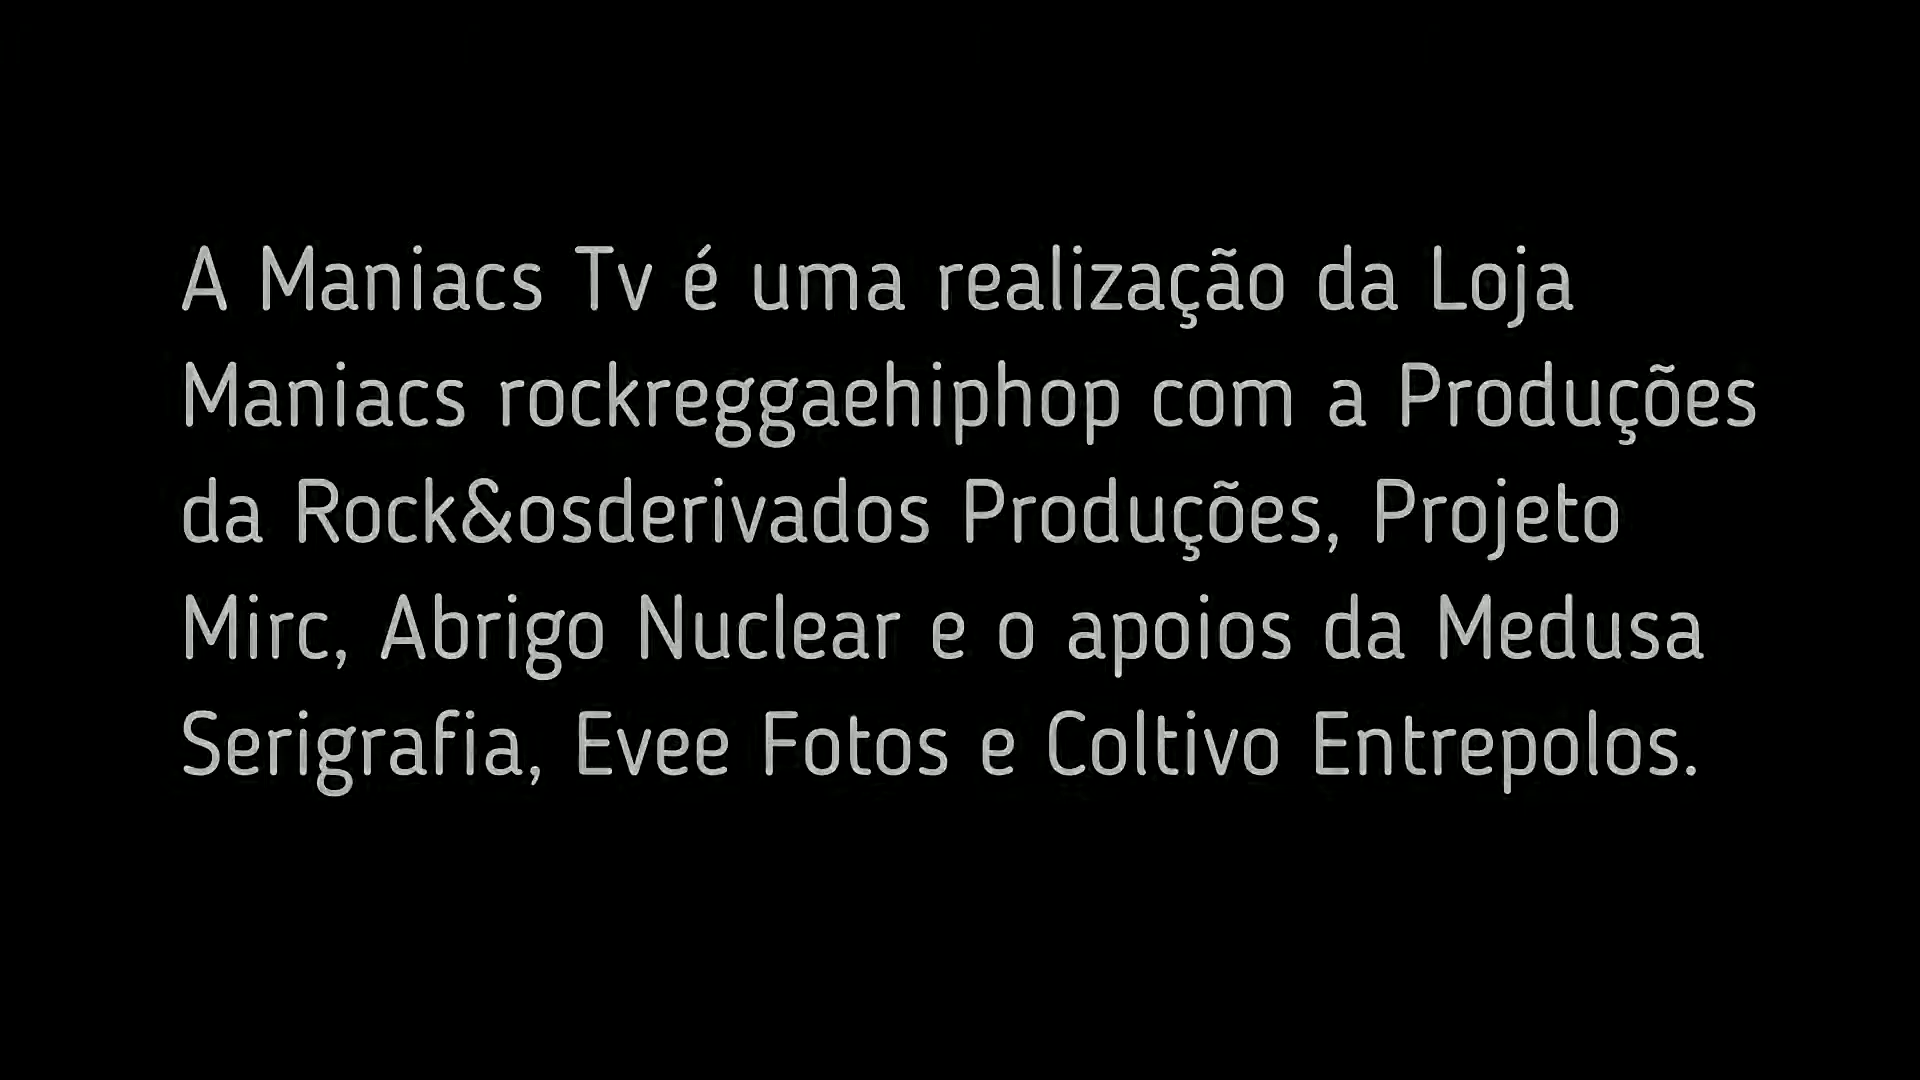 A Maniacs Tv é uma realização da Loja
Maniacs rockreggaehiphop com a Produções
da Rock&osderivados Produções, Projeto
Mirc, Abrigo Nuclear e o apoios da Medusa
Serigrafia, Evee Fotos e Coltivo Entrepolos.